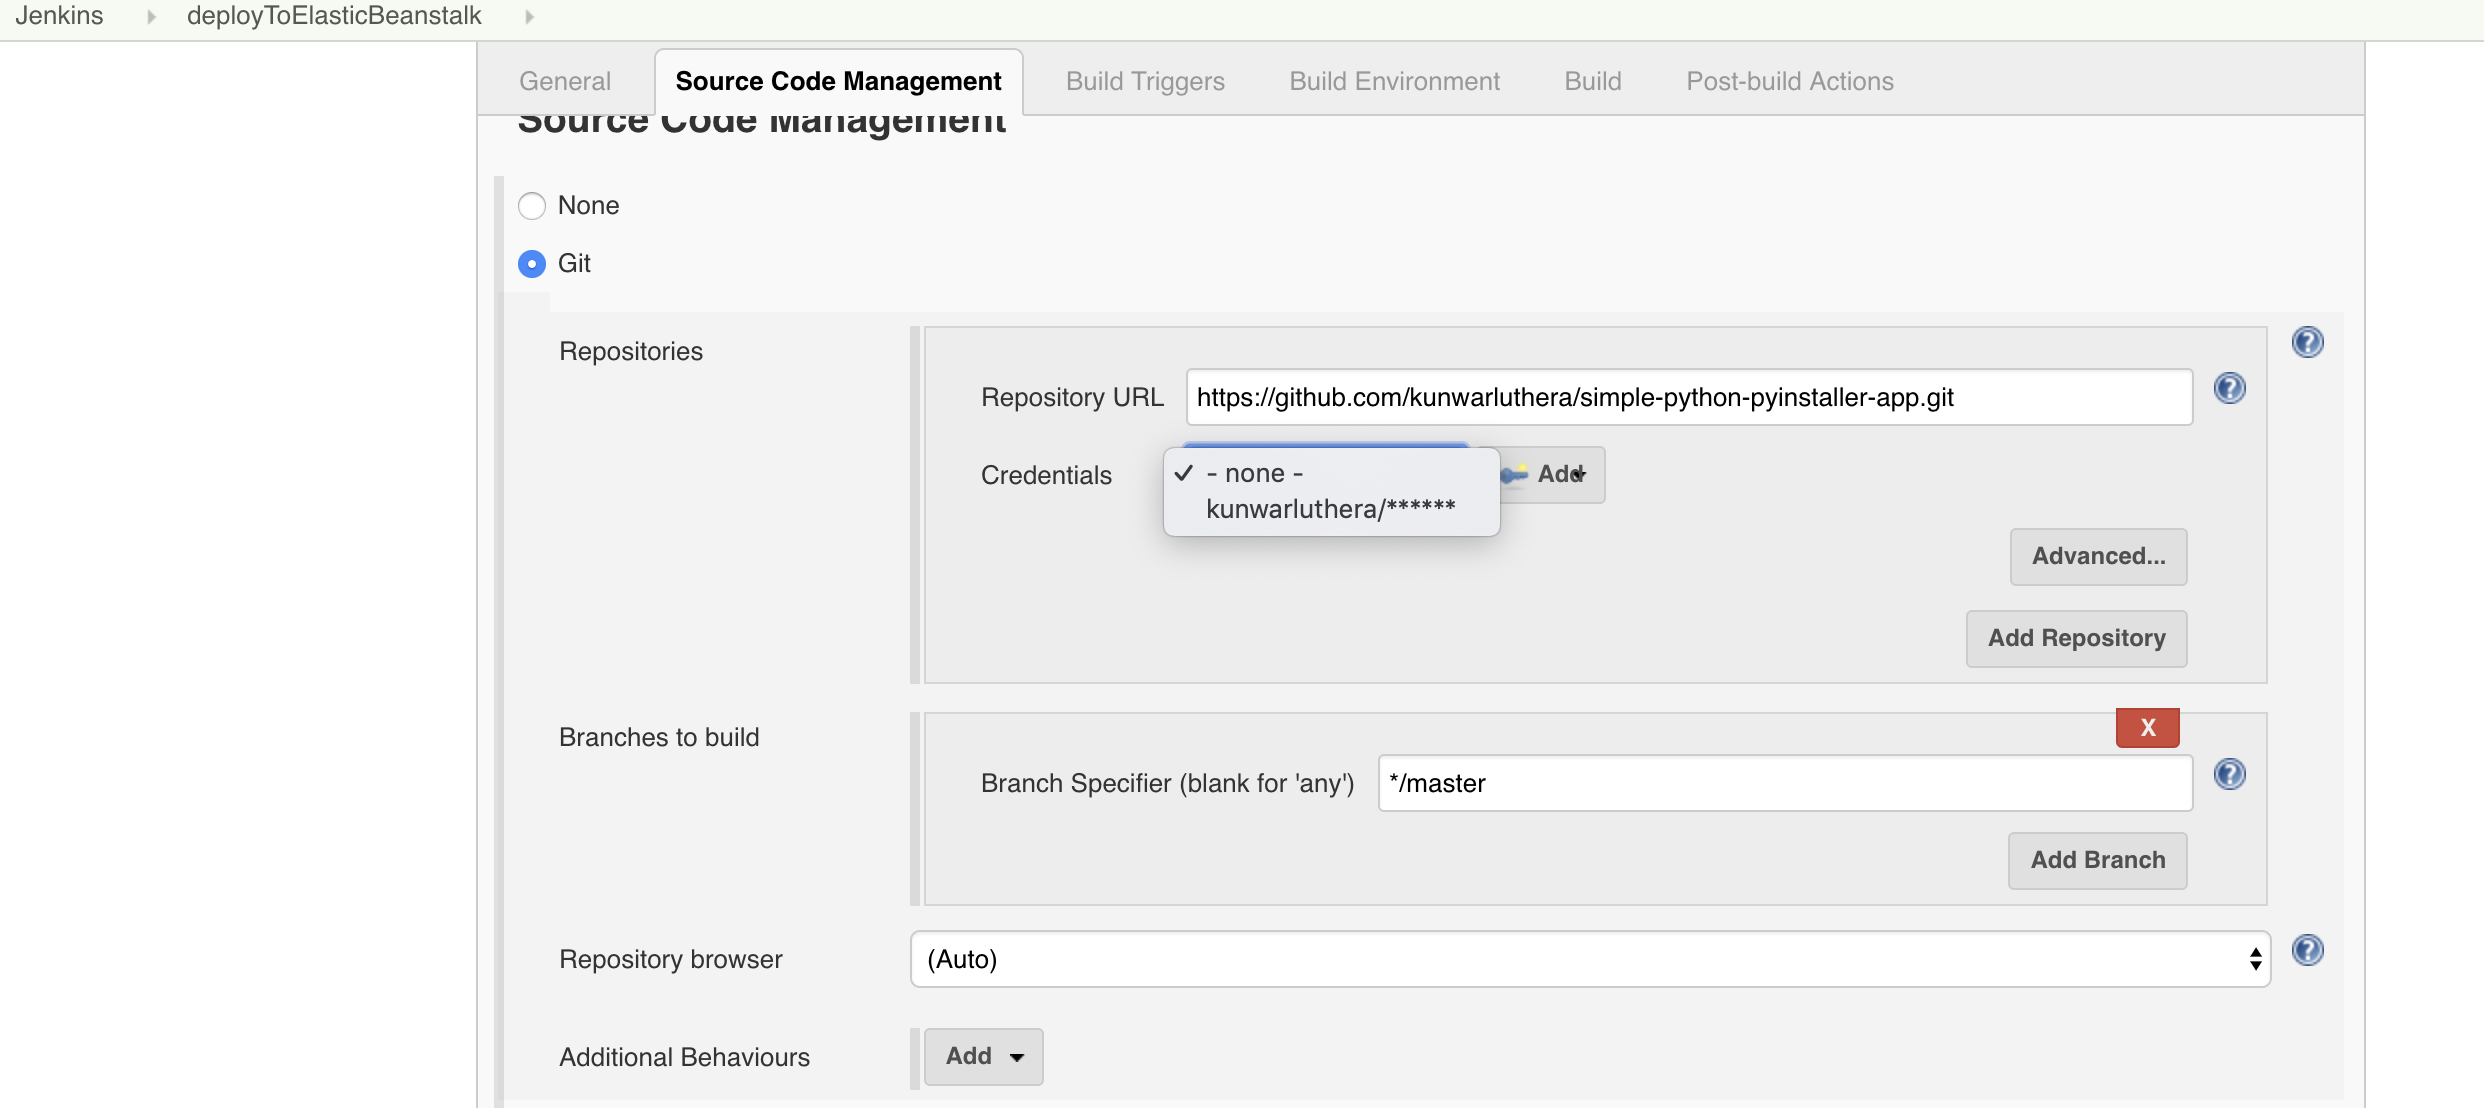 Jenkins deployToElasticBeanstalk
General Source Code Management Build Triggers Build Environment Build Post-build Actions
Source Code Management
None
Git
Repositories
Repository URL https://github.com/kunwarluthera/simple-python-pyinstaller-app.git
Credentials - none - Add
kunwarluthera/******
Advanced...
Add Repository
Branches to build
X
Branch Specifier (blank for 'any') */master
Add Branch
Repository browser (Auto)
Additional Behaviours Add